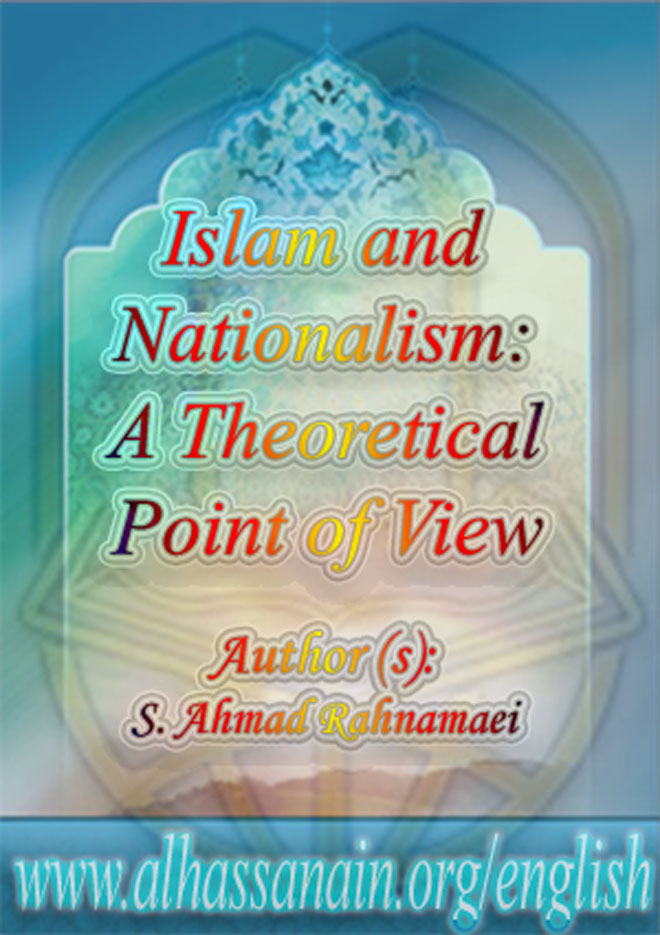 Islam and
Nationalism:
A Theoretical
Point of View
Author (s):
S. Ahmad Rahnamaei
www.alhassanain.org/english